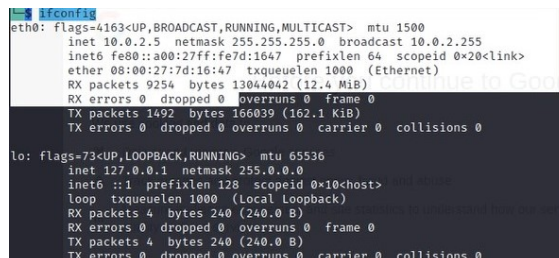 $ ifconfig
eth0: flags=4163<UP,BROADCAST,RUNNING,MULTICAST>  mtu 1500
inet 10.0.2.5  netmask 255.255.255.0  broadcast 10.0.2.255
inet6 fe80::a00:27ff:fe7d:1647  prefixlen 64  scopeid 0×20<link>
ether 08:00:27:7d:16:47  txqueuelen 1000  (Ethernet)
RX packets 9254  bytes 13044042 (12.4 MiB)
RX errors 0  dropped 0  overruns 0  frame 0
TX packets 1492  bytes 166039 (162.1 KiB)
TX errors 0  dropped 0 overruns 0  carrier 0  collisions 0
lo: flags=73<UP,LOOPBACK,RUNNING>  mtu 65536
inet 127.0.0.1  netmask 255.0.0.0
inet6 ::1  prefixlen 128  scopeid 0×10<host>
loop  txqueuelen 1000  (Local Loopback)
RX packets 4  bytes 240 (240.0 B)
RX errors 0  dropped 0  overruns 0  frame 0
TX packets 4  bytes 240 (240.0 B)
TX errors 0  dropped 0 overruns 0  carrier 0  collisions 0